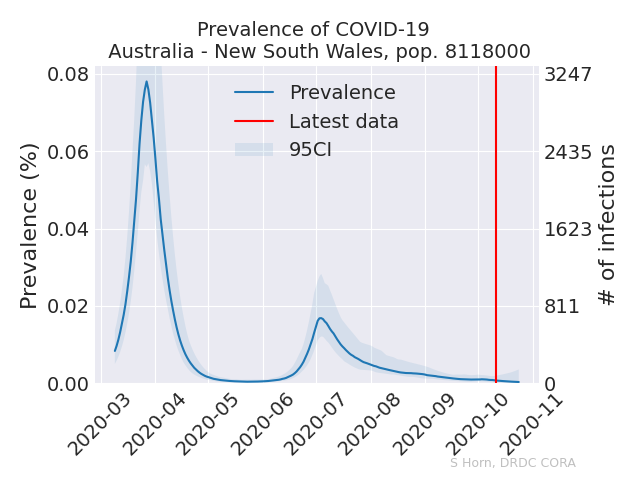 Prevalence of COVID-19
Australia - New South Wales, pop. 8118000
Prevalence (%)
0.08
0.06
0.04
0.02
0.00
Prevalence
Latest data
95CI
3247
2435
1623
811
0
# of infections
2020-03
2020-04
2020-05
2020-06
2020-07
2020-08
2020-09
2020-10
2020-11
S Horn, DRDC CORA